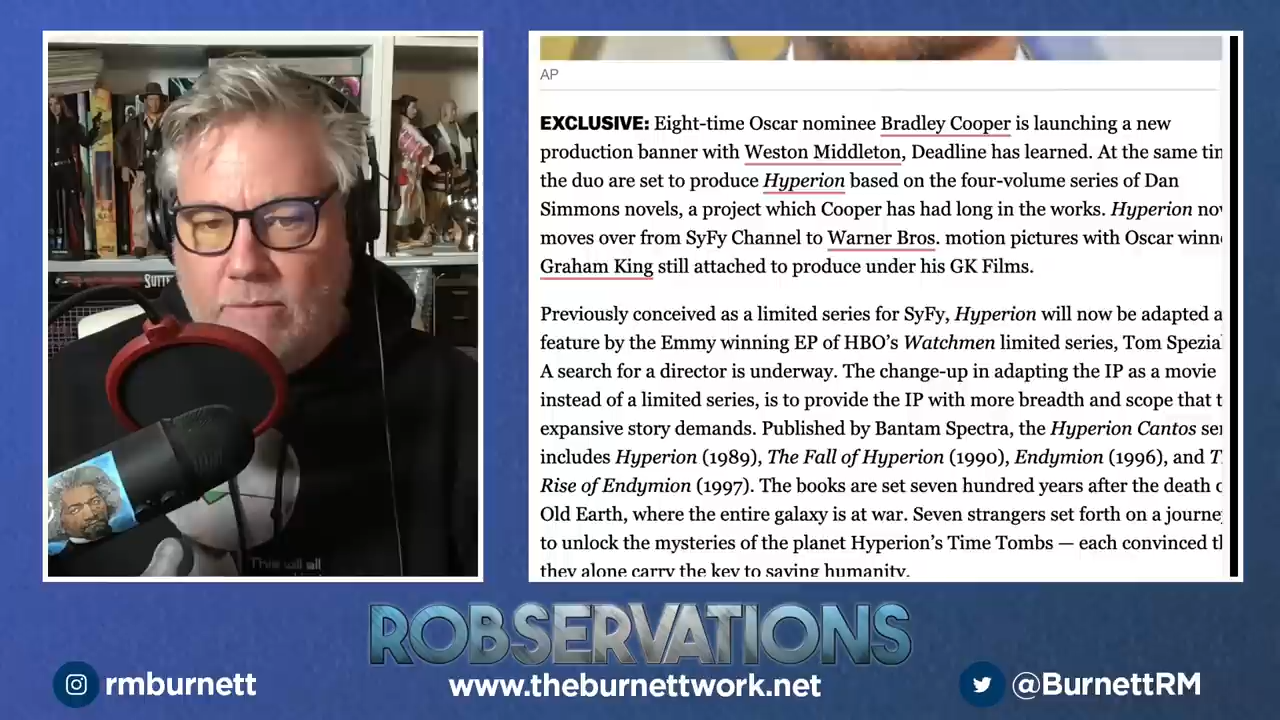 AP
EXCLUSIVE: Eight-time Oscar nominee Bradley Cooper is launching a new
production banner with Weston Middleton, Deadline has learned. At the same tim
the duo are set to produce Hyperion based on the four-volume series of Dan
Simmons novels, a project which Cooper has had long in the works. Hyperion nov
moves over from SyFy Channel to Warner Bros. motion pictures with Oscar winn
Graham King still attached to produce under his GK Films.
Previously conceived as a limited series for SyFy, Hyperion will now be adapted a
feature by the Emmy winning EP of HBO's Watchmen limited series, Tom Spezial
A search for a director is underway. The change-up in adapting the IP as a movie
instead of a limited series, is to provide the IP with more breadth and scope that t
expansive story demands. Published by Bantam Spectra, the Hyperion Cantos ser
includes Hyperion (1989), The Fall of Hyperion (1990), Endymion (1996), and T
Rise of Endymion (1997). The books are set seven hundred years after the death o
Old Earth, where the entire galaxy is at war. Seven strangers set forth on a journe
to unlock the mysteries of the planet Hyperion's Time Tombs — each convinced th
they alone carry the key to saving humanity.
ROBSERVATIONS
rmburnett
www.theburnettwork.net
@BurnettRM